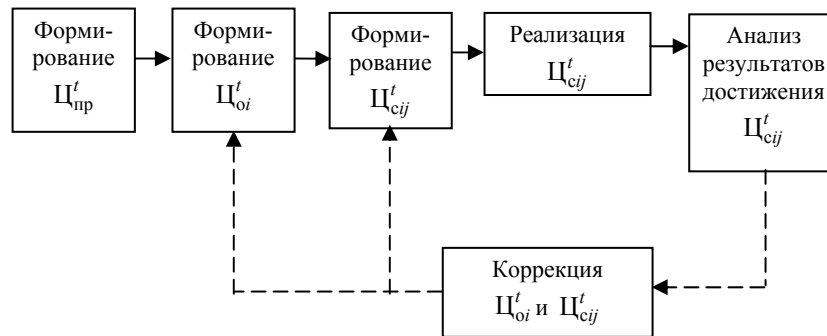 Форми-
рование
Ц^t_пр
Форми-
рование
Ц^t_оi
Форми-
рование
Ц^t_сij
Реализация
Ц^t_сij
Анализ
результатов
достижения
Ц^t_сij
Коррекция
Ц^t_оi и Ц^t_сij